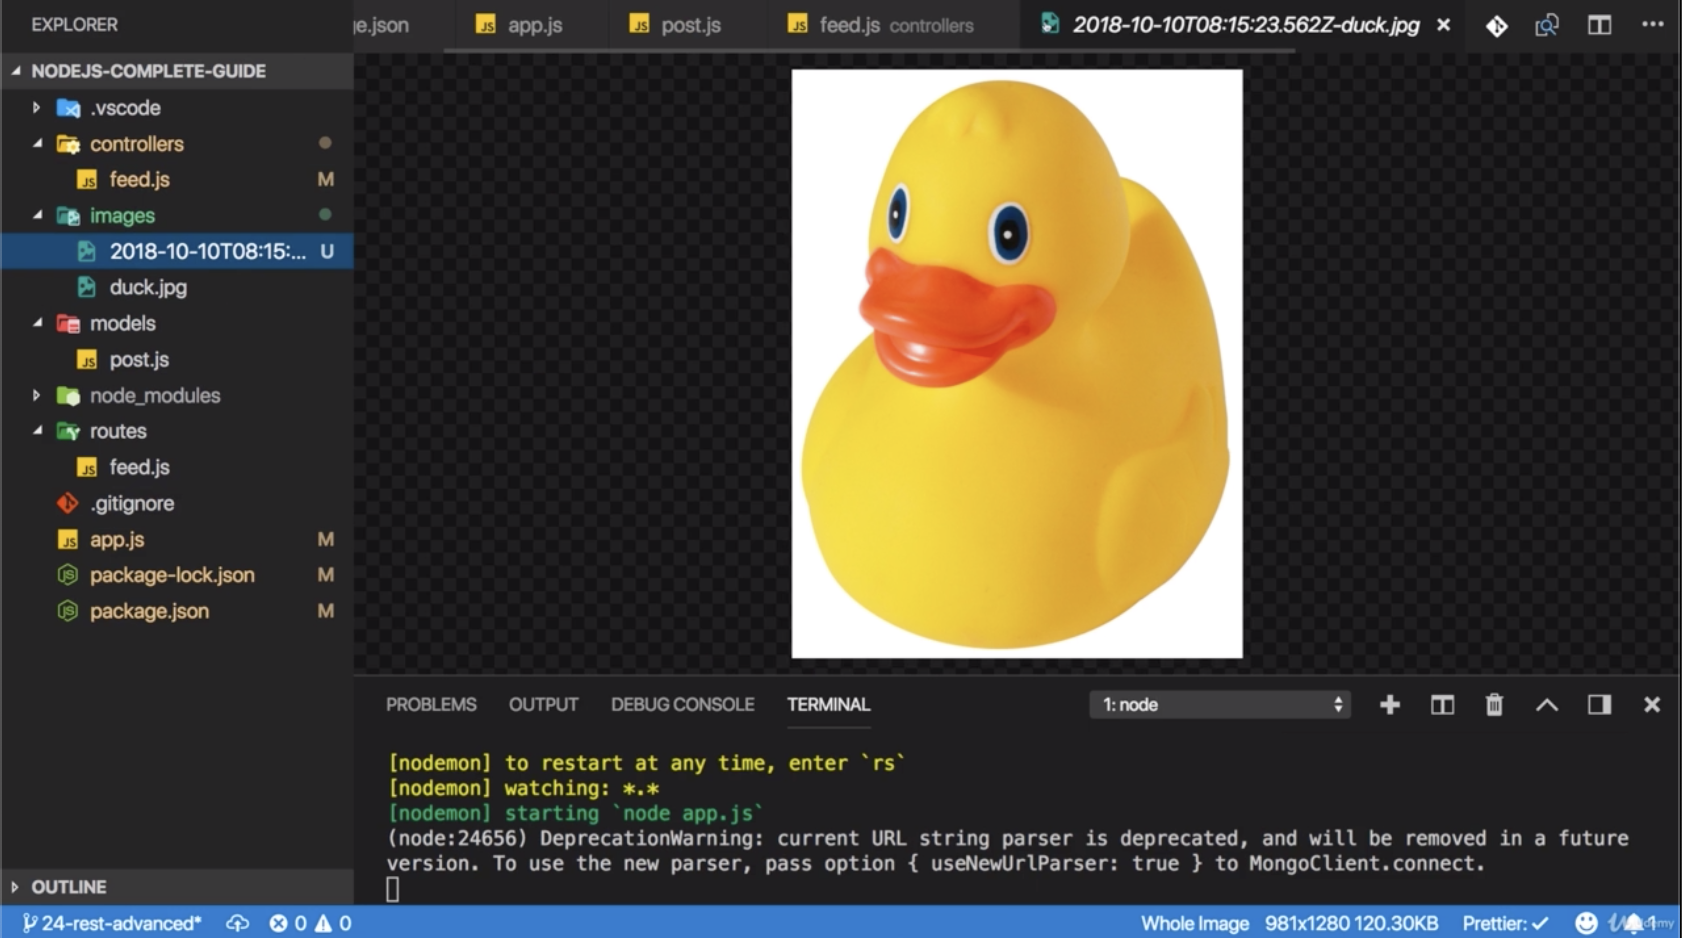 EXPLORER
NODEJS-COMPLETE-GUIDE
.vscode
controllers
feed.js M
images
2018-10-10T08:15:... U
duck.jpg
models
post.js
node_modules
routes
feed.js
.gitignore
app.js M
package-lock.json M
package.json M
OUTLINE
e.json
JS app.js
JS post.js
JS feed.js controllers
2018-10-10T08:15:23.562Z-duck.jpg
PROBLEMS OUTPUT DEBUG CONSOLE TERMINAL 1: node
[nodemon] to restart at any time, enter `rs`
[nodemon] watching: *.*
[nodemon] starting `node app.js`
(node:24656) DeprecationWarning: current URL string parser is deprecated, and will be removed in a future
version. To use the new parser, pass option { useNewUrlParser: true } to MongoClient.connect.
24-rest-advanced* 0 0 Whole Image 981x1280 120.30KB Prettier: ✓ 1